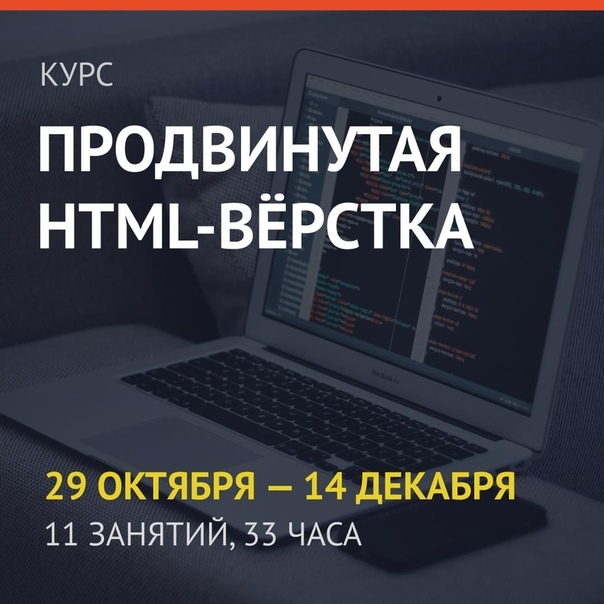 КУРС
ПРОДВИНУТАЯ
HTML-ВЁРСТКА
29 ОКТЯБРЯ — 14 ДЕКАБРЯ
11 ЗАНЯТИЙ, 33 ЧАСА